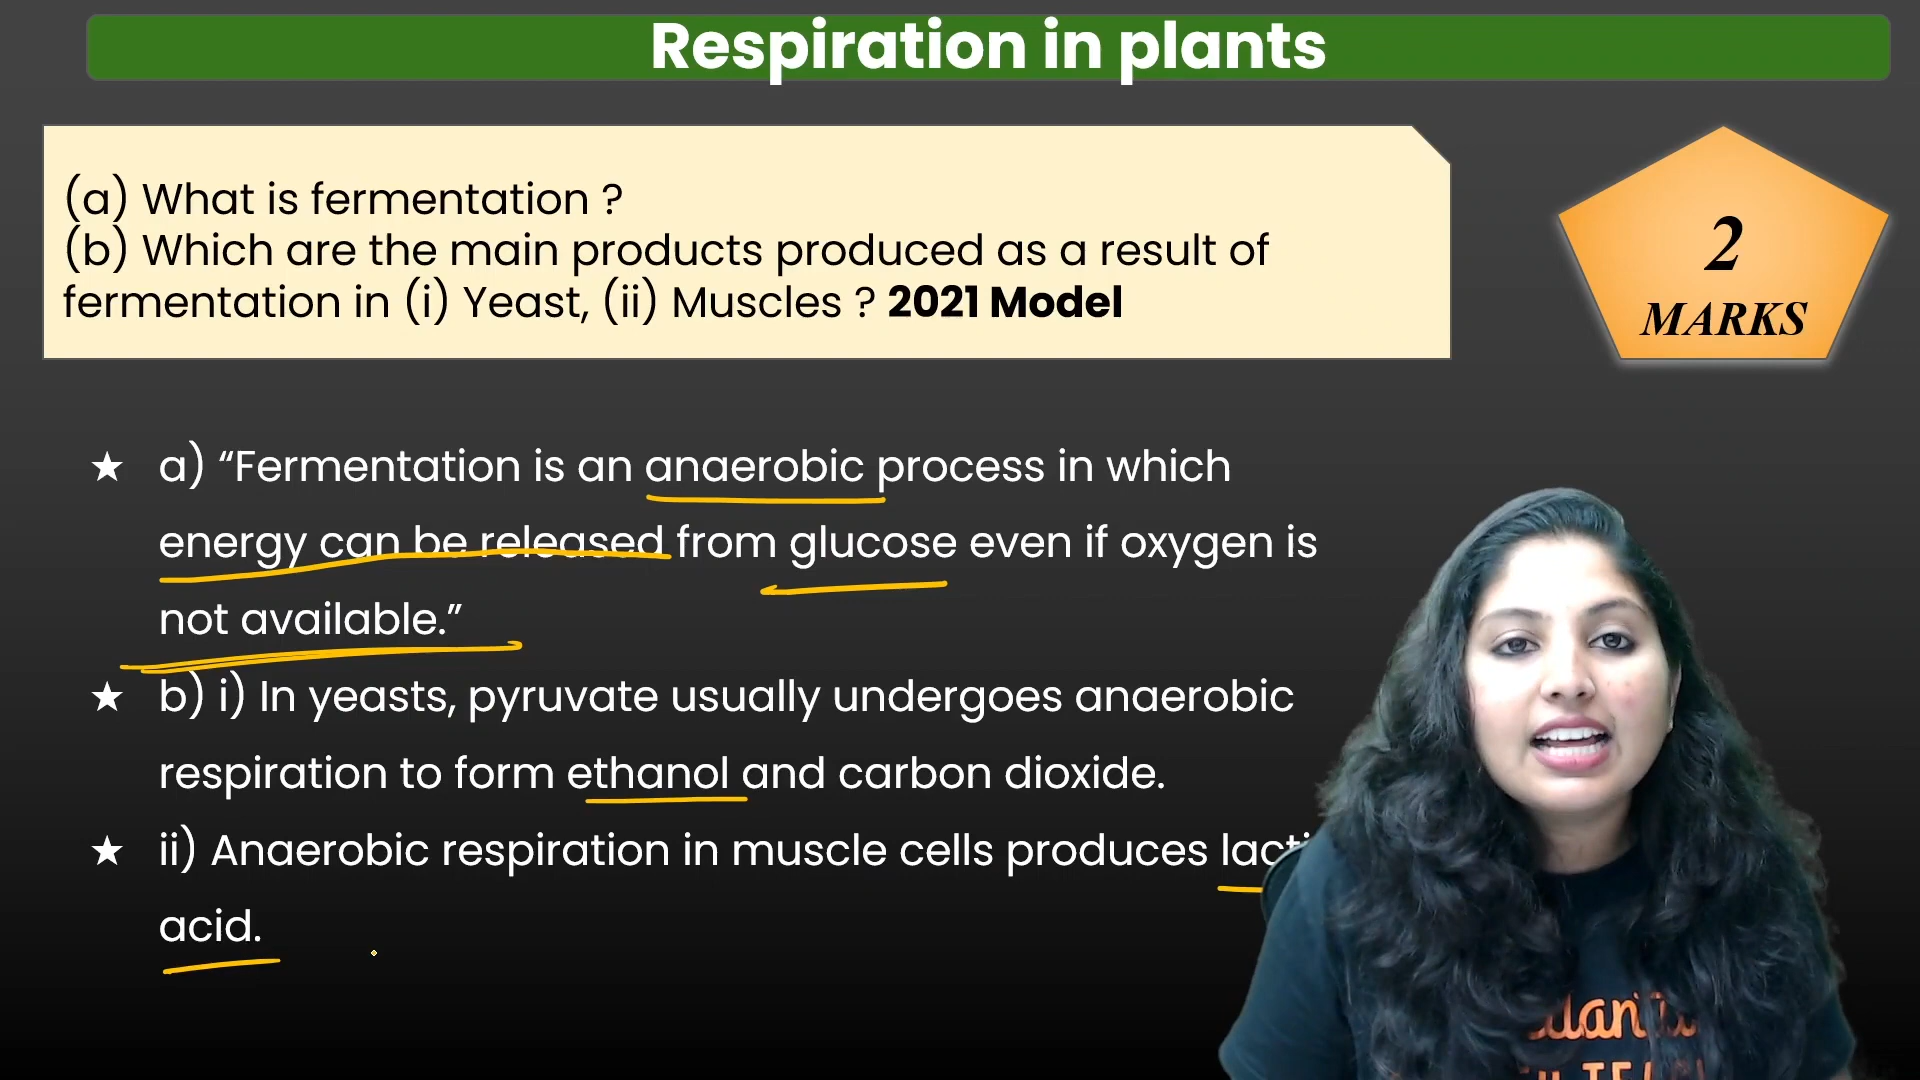 Respiration in plants
(a) What is fermentation ?
(b) Which are the main products produced as a result of
fermentation in (i) Yeast, (ii) Muscles ? 2021 Model
2
MARKS
★ a) “Fermentation is an anaerobic process in which
energy can be released from glucose even if oxygen is
not available.”
★ b) i) In yeasts, pyruvate usually undergoes anaerobic
respiration to form ethanol and carbon dioxide.
★ ii) Anaerobic respiration in muscle cells produces lacti
acid.